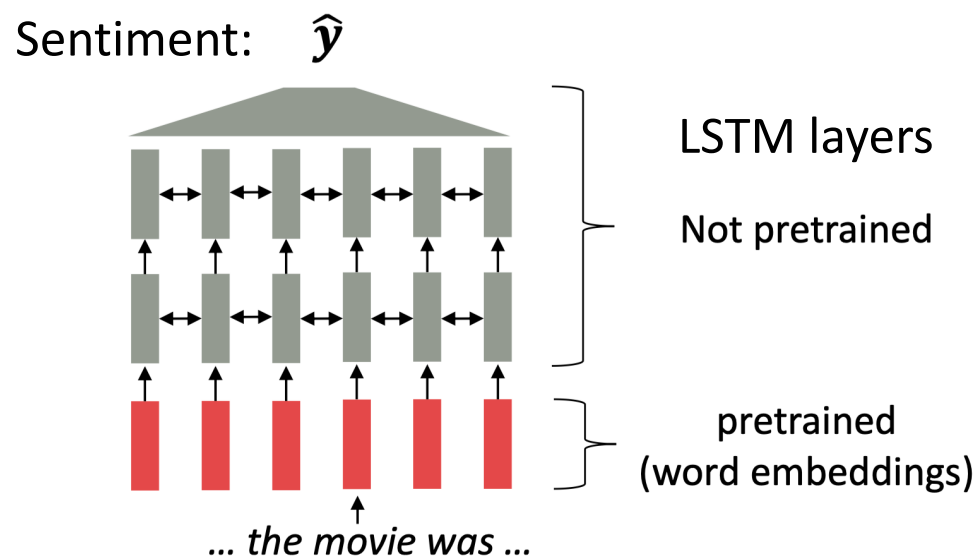 Sentiment: ŷ
LSTM layers
Not pretrained
pretrained
(word embeddings)
... the movie was ...